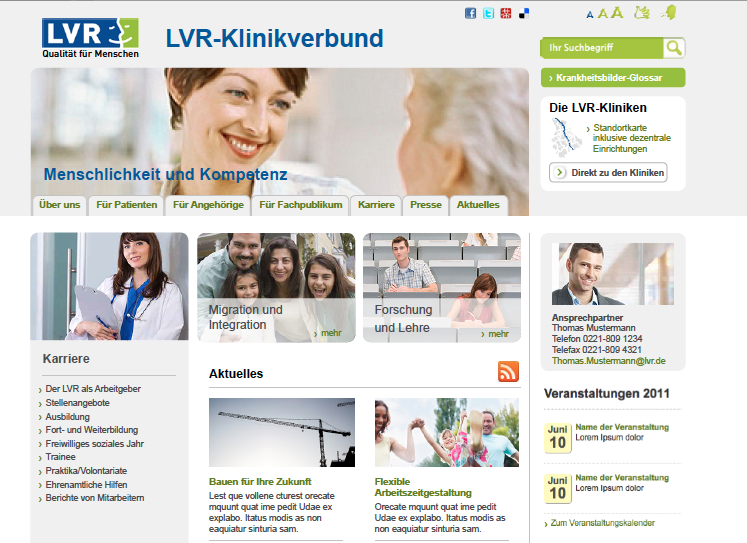 LVR
Qualität für Menschen
LVR-Klinikverbund
A A A
Ihr Suchbegriff
Krankheitsbilder-Glossar
Die LVR-Kliniken
Standortkarte
inklusive dezentrale
Einrichtungen
Direkt zu den Kliniken
Menschlichkeit und Kompetenz
Über uns
Für Patienten
Für Angehörige
Für Fachpublikum
Karriere
Presse
Aktuelles
Karriere
Der LVR als Arbeitgeber
Stellenangebote
Ausbildung
Fort- und Weiterbildung
Freiwilliges soziales Jahr
Trainee
Praktika/Volontariate
Ehrenamtliche Hilfen
Berichte von Mitarbeitern
Migration und
Integration
mehr
Forschung
und Lehre
mehr
Aktuelles
Bauen für Ihre Zukunft
Lest que vollene cturest orecate
mquunt quat ime pedit Udae ex
explabo. Itatus modis as non
eaquiatur sinturia sam.
Flexible
Arbeitszeitgestaltung
Orecate mquunt quat ime pedit
Udae ex explabo. Itatus modis as
non eaquiatur sinturia sam.
Ansprechpartner
Thomas Mustermann
Telefon 0221-809 1234
Telefax 0221-809 4321
Thomas.Mustermann@lvr.de
Veranstaltungen 2011
Juni
10
Name der Veranstaltung
Lorem Ipsum dolor
Juni
10
Name der Veranstaltung
Lorem Ipsum dolor
Zum Veranstaltungskalender